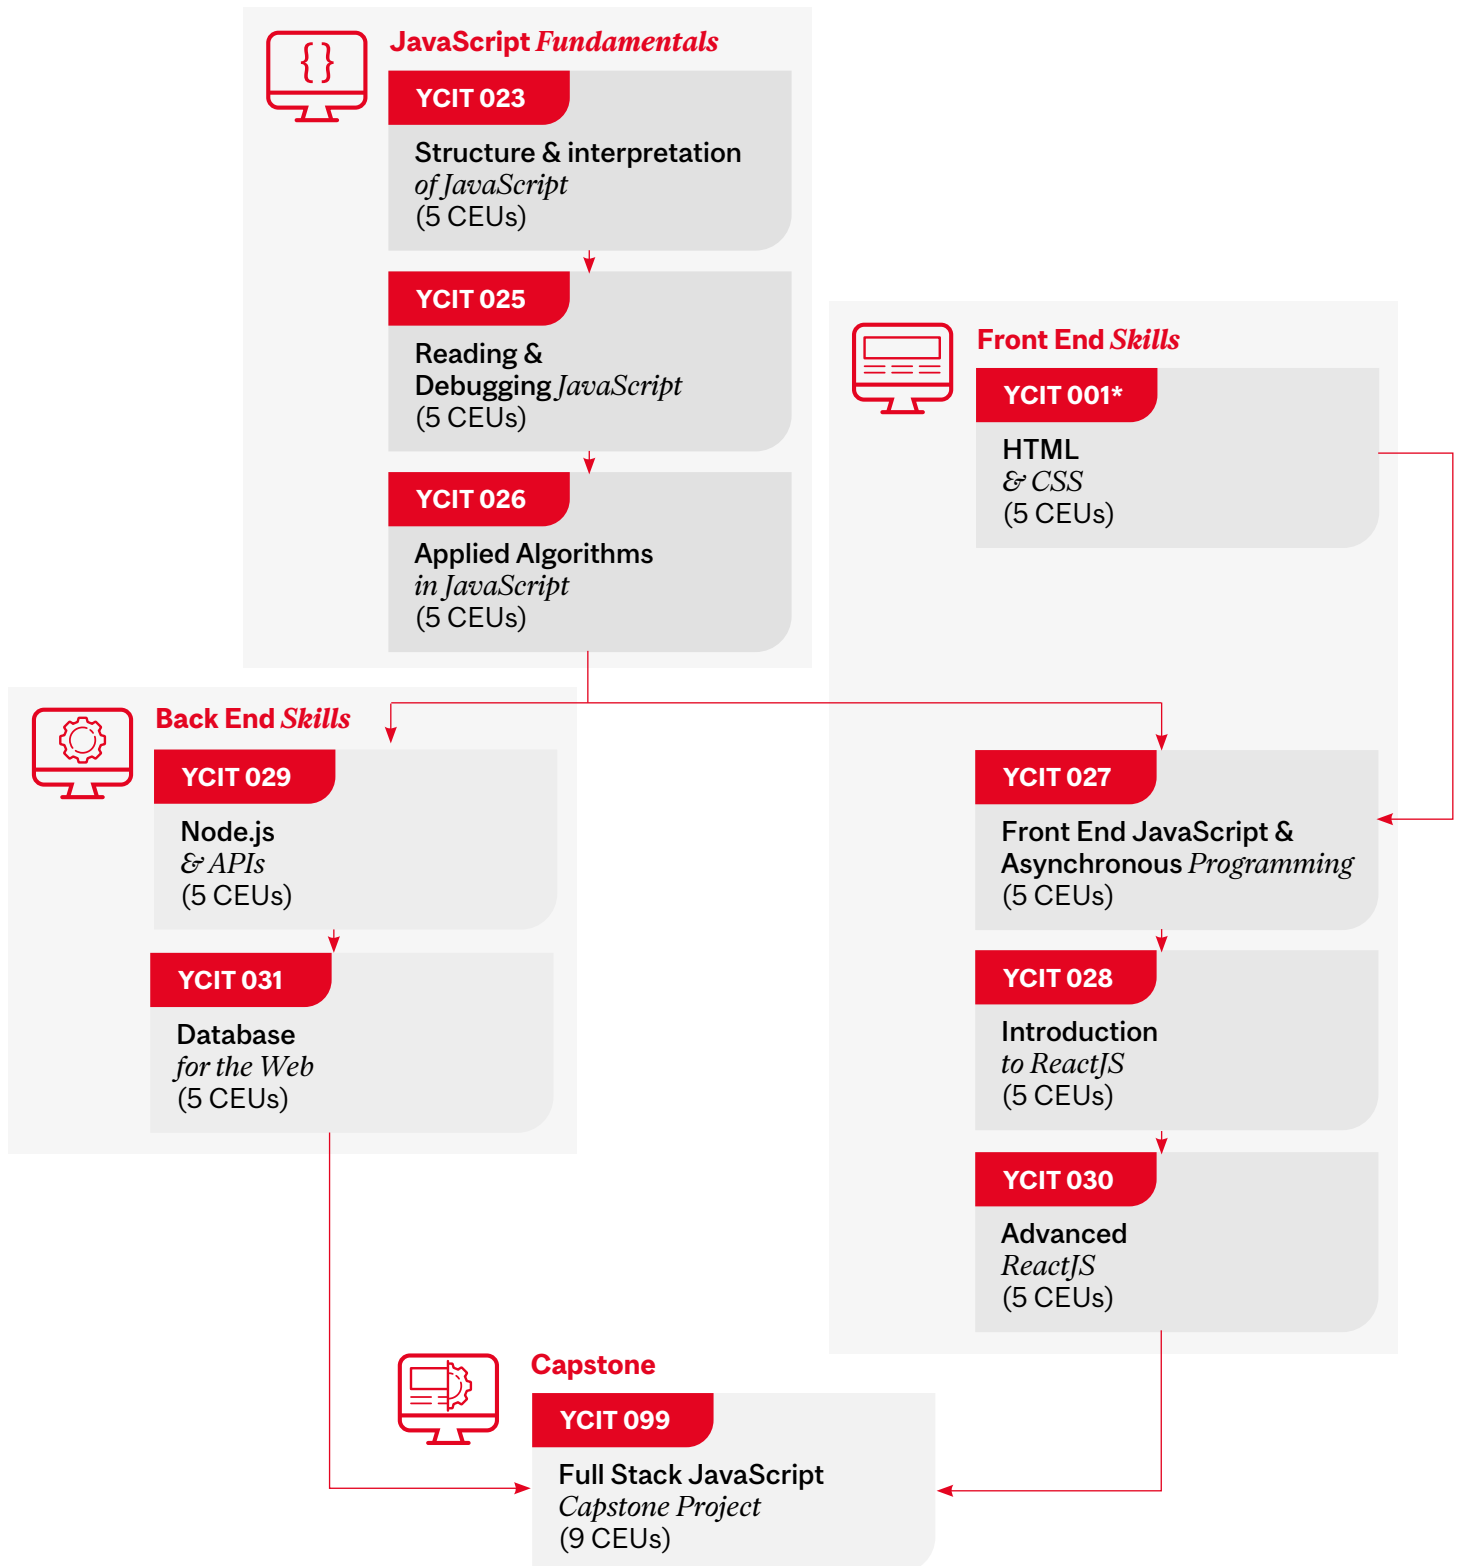 JavaScript Fundamentals
YCIT 023
Structure & interpretation
of JavaScript
(5 CEUs)
YCIT 025
Reading &
Debugging JavaScript
(5 CEUs)
YCIT 026
Applied Algorithms
in JavaScript
(5 CEUs)
Front End Skills
YCIT 001*
HTML
& CSS
(5 CEUs)
Back End Skills
YCIT 029
Node.js
& APIs
(5 CEUs)
YCIT 031
Database
for the Web
(5 CEUs)
YCIT 027
Front End JavaScript &
Asynchronous Programming
(5 CEUs)
YCIT 028
Introduction
to ReactJS
(5 CEUs)
YCIT 030
Advanced
ReactJS
(5 CEUs)
Capstone
YCIT 099
Full Stack JavaScript
Capstone Project
(9 CEUs)